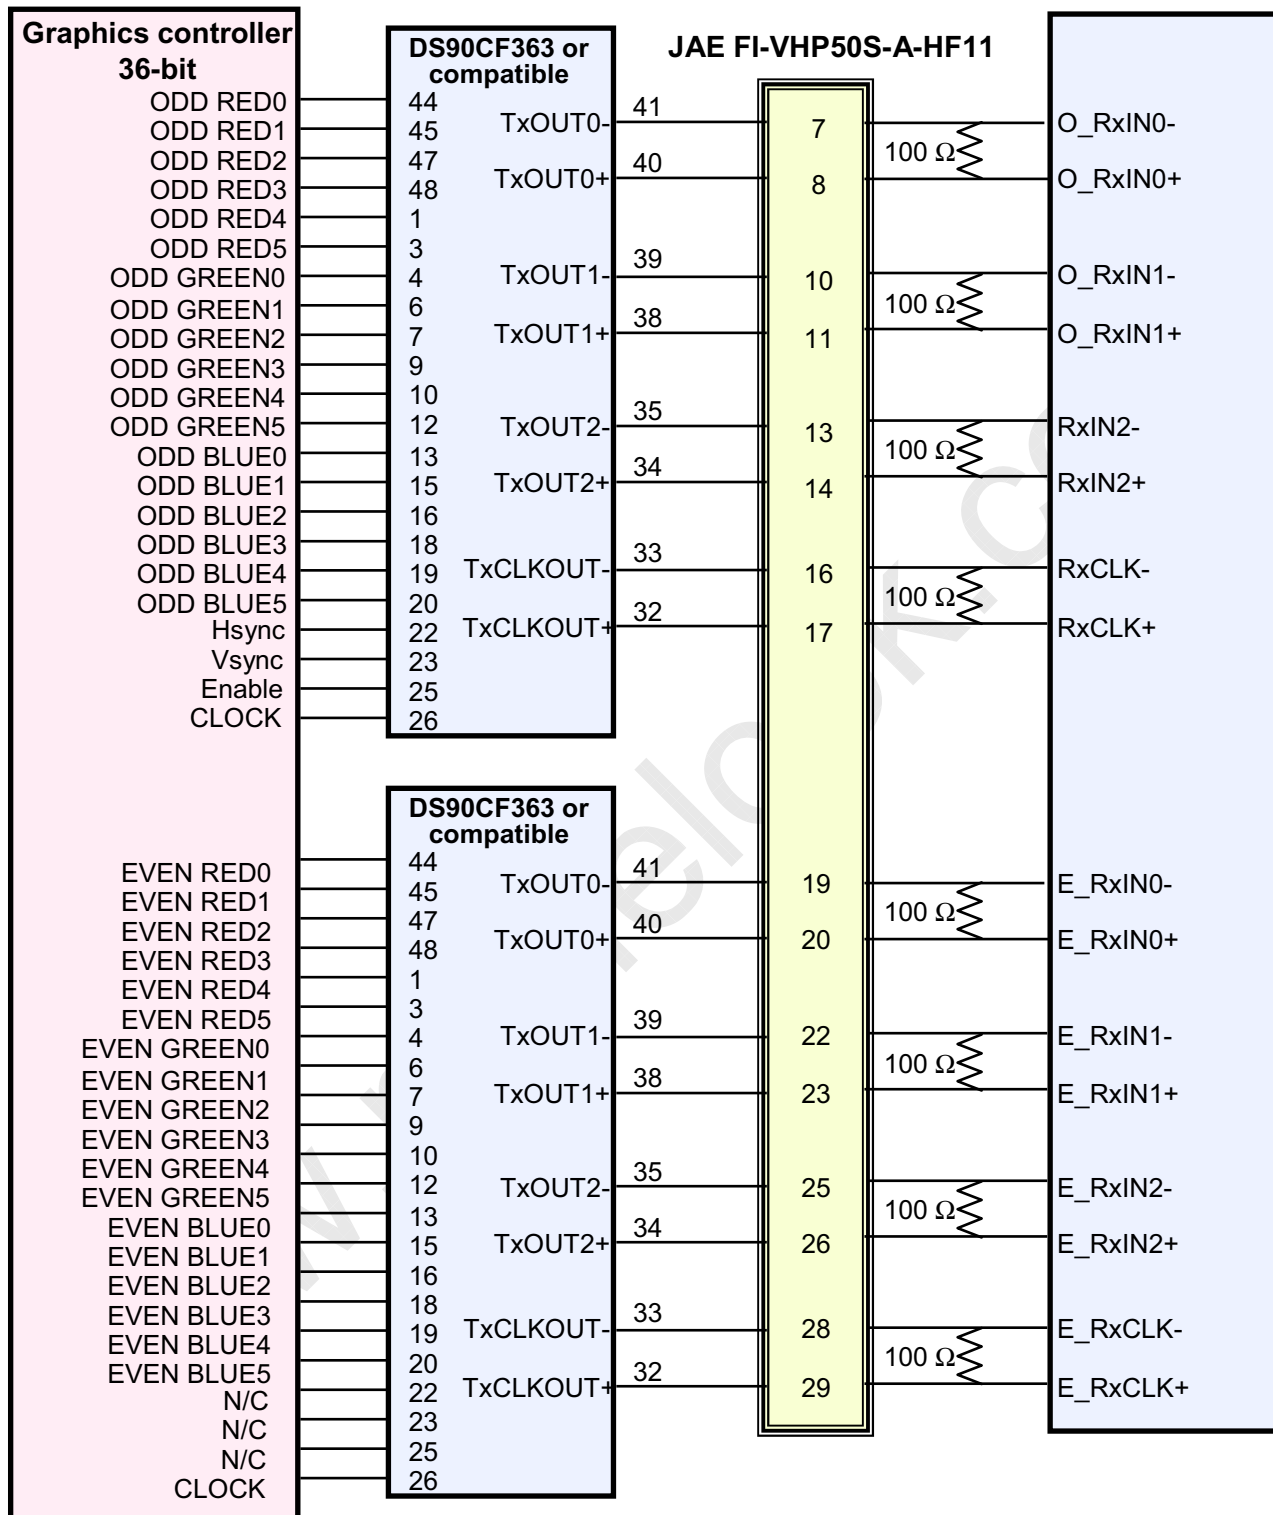 Graphics controller
36-bit
ODD RED0
ODD RED1
ODD RED2
ODD RED3
ODD RED4
ODD RED5
ODD GREEN0
ODD GREEN1
ODD GREEN2
ODD GREEN3
ODD GREEN4
ODD GREEN5
ODD BLUE0
ODD BLUE1
ODD BLUE2
ODD BLUE3
ODD BLUE4
ODD BLUE5
Hsync
Vsync
Enable
CLOCK
EVEN RED0
EVEN RED1
EVEN RED2
EVEN RED3
EVEN RED4
EVEN RED5
EVEN GREEN0
EVEN GREEN1
EVEN GREEN2
EVEN GREEN3
EVEN GREEN4
EVEN GREEN5
EVEN BLUE0
EVEN BLUE1
EVEN BLUE2
EVEN BLUE3
EVEN BLUE4
EVEN BLUE5
N/C
N/C
N/C
CLOCK
DS90CF363 or
compatible
44
45
47
48
1
3
4
6
7
9
10
12
13
15
16
18
19
20
22
23
25
26
TxOUT0- 41
TxOUT0+ 40
TxOUT1- 39
TxOUT1+ 38
TxOUT2- 35
TxOUT2+ 34
TxCLKOUT- 33
TxCLKOUT+ 32
DS90CF363 or
compatible
44
45
47
48
1
3
4
6
7
9
10
12
13
15
16
18
19
20
22
23
25
26
TxOUT0- 41
TxOUT0+ 40
TxOUT1- 39
TxOUT1+ 38
TxOUT2- 35
TxOUT2+ 34
TxCLKOUT- 33
TxCLKOUT+ 32
JAE FI-VHP50S-A-HF11
7
8
10
11
13
14
16
17
19
20
22
23
25
26
28
29
100 Ω
100 Ω
100 Ω
100 Ω
100 Ω
100 Ω
100 Ω
100 Ω
O_RxIN0-
O_RxIN0+
O_RxIN1-
O_RxIN1+
RxIN2-
RxIN2+
RxCLK-
RxCLK+
E_RxIN0-
E_RxIN0+
E_RxIN1-
E_RxIN1+
E_RxIN2-
E_RxIN2+
E_RxCLK-
E_RxCLK+